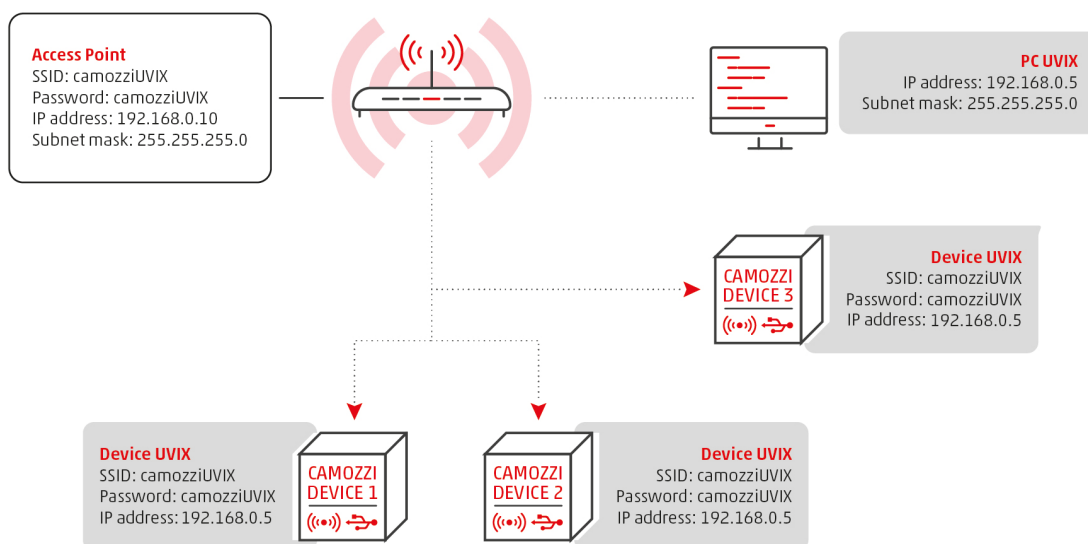 Access Point
SSID: camozziUVIX
Password: camozziUVIX
IP address: 192.168.0.10
Subnet mask: 255.255.255.0
PC UVIX
IP address: 192.168.0.5
Subnet mask: 255.255.255.0
CAMOZZI
DEVICE 3
Device UVIX
SSID: camozziUVIX
Password: camozziUVIX
IP address: 192.168.0.5
Device UVIX
SSID: camozziUVIX
Password: camozziUVIX
IP address: 192.168.0.5
CAMOZZI
DEVICE 1
CAMOZZI
DEVICE 2
Device UVIX
SSID: camozziUVIX
Password: camozziUVIX
IP address: 192.168.0.5